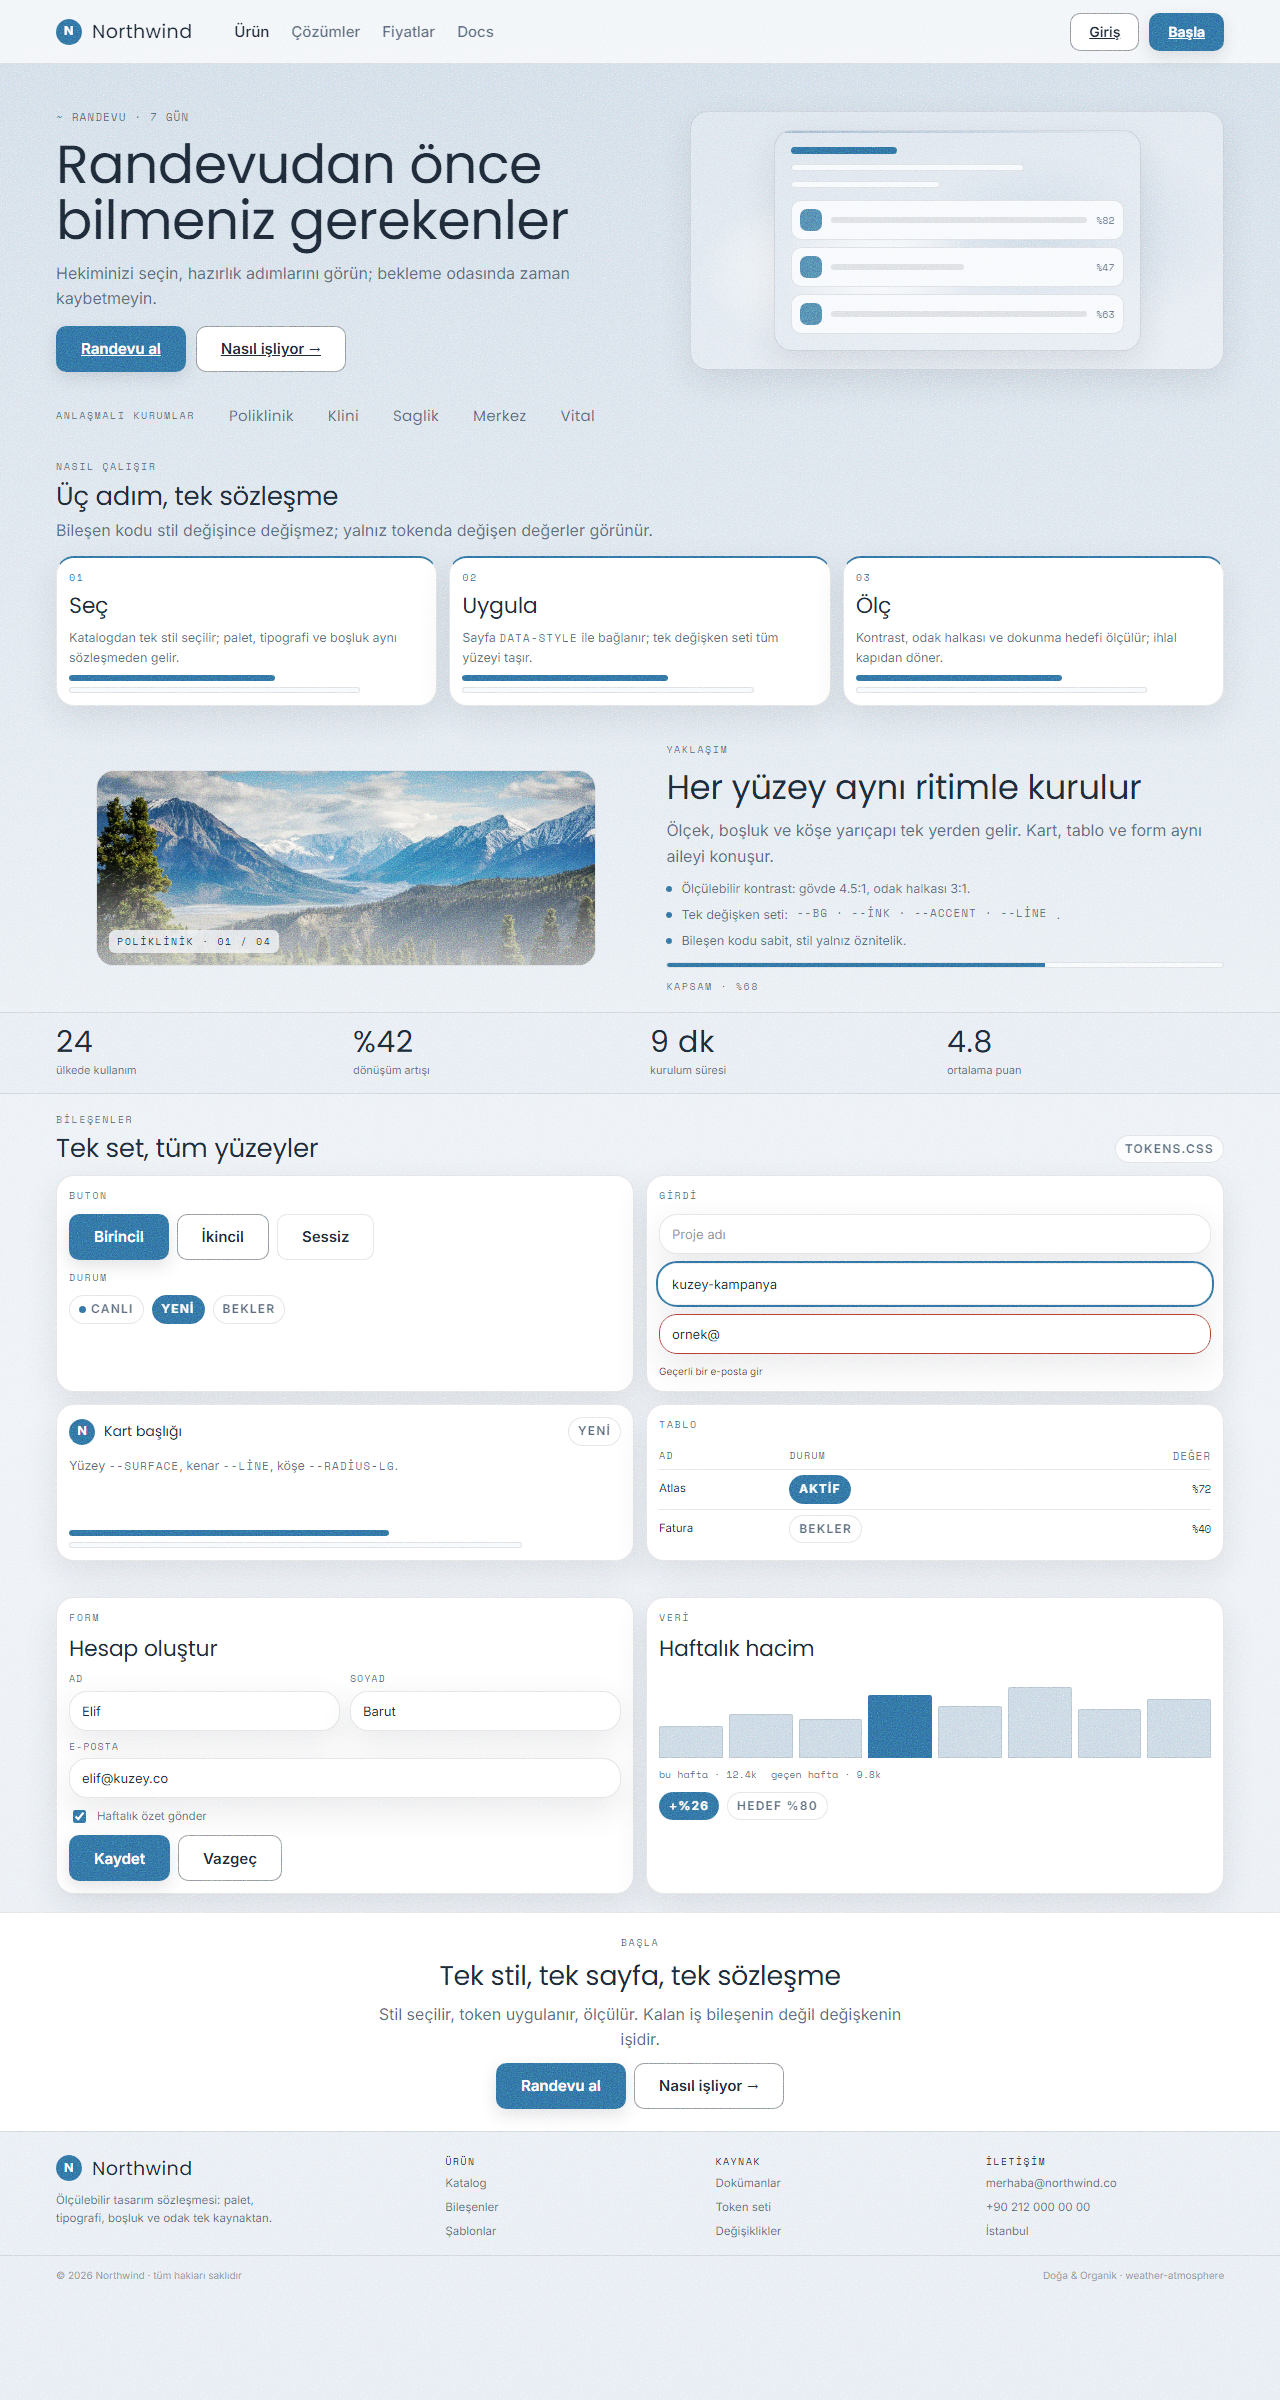 N Northwind Ürün Çözümler Fiyatlar Docs Giriş Başla
~ RANDEVU · 7 GÜN
Randevudan önce
bilmeniz gerekenler
Hekiminizi seçin, hazırlık adımlarını görün; bekleme odasında zaman
kaybetmeyin.
Randevu al Nasıl işliyor →
%82
%47
%63
ANLAŞMALI KURUMLAR Poliklinik Klini Saglik Merkez Vital
NASIL ÇALIŞIR
Üç adım, tek sözleşme
Bileşen kodu stil değişince değişmez; yalnız tokenda değişen değerler görünür.
01
Seç
Katalogdan tek stil seçilir; palet, tipografi ve boşluk aynı
sözleşmeden gelir.
02
Uygula
Sayfa DATA-STYLE ile bağlanır; tek değişken seti tüm
yüzeyi taşır.
03
Ölç
Kontrast, odak halkası ve dokunma hedefi ölçülür; ihlal
kapıdan döner.
POLİKLİNİK · 01 / 04
YAKLAŞIM
Her yüzey aynı ritimle kurulur
Ölçek, boşluk ve köşe yarıçapı tek yerden gelir. Kart, tablo ve form aynı
aileyi konuşur.
Ölçülebilir kontrast: gövde 4.5:1, odak halkası 3:1.
Tek değişken seti: --BG · --İNK · --ACCENT · --LİNE .
Bileşen kodu sabit, stil yalnız öznitelik.
KAPSAM · %68
24 %42 9 dk 4.8
ülkede kullanım dönüşüm artışı kurulum süresi ortalama puan
BİLEŞENLER
Tek set, tüm yüzeyler TOKENS.CSS
BUTON
Birincil İkincil Sessiz
DURUM
CANLI YENİ BEKLER
GİRDİ
Proje adı
kuzey-kampanya
ornek@
Geçerli bir e-posta gir
N Kart başlığı YENİ
Yüzey --SURFACE, kenar --LİNE, köşe --RADİUS-LG.
TABLO
AD DURUM DEĞER
Atlas AKTİF %72
Fatura BEKLER %40
FORM
Hesap oluştur
AD SOYAD
Elif Barut
E-POSTA
elif@kuzey.co
Haftalık özet gönder
Kaydet Vazgeç
VERİ
Haftalık hacim
bu hafta · 12.4k geçen hafta · 9.8k
+%26 HEDEF %80
BAŞLA
Tek stil, tek sayfa, tek sözleşme
Stil seçilir, token uygulanır, ölçülür. Kalan iş bileşenin değil değişkenin
işidir.
Randevu al Nasıl işliyor →
N Northwind
Ölçülebilir tasarım sözleşmesi: palet,
tipografi, boşluk ve odak tek kaynaktan.
ÜRÜN
Katalog
Bileşenler
Şablonlar
KAYNAK
Dokümanlar
Token seti
Değişiklikler
İLETİŞİM
merhaba@northwind.co
+90 212 000 00 00
İstanbul
© 2026 Northwind · tüm hakları saklıdır Doğa & Organik · weather-atmosphere